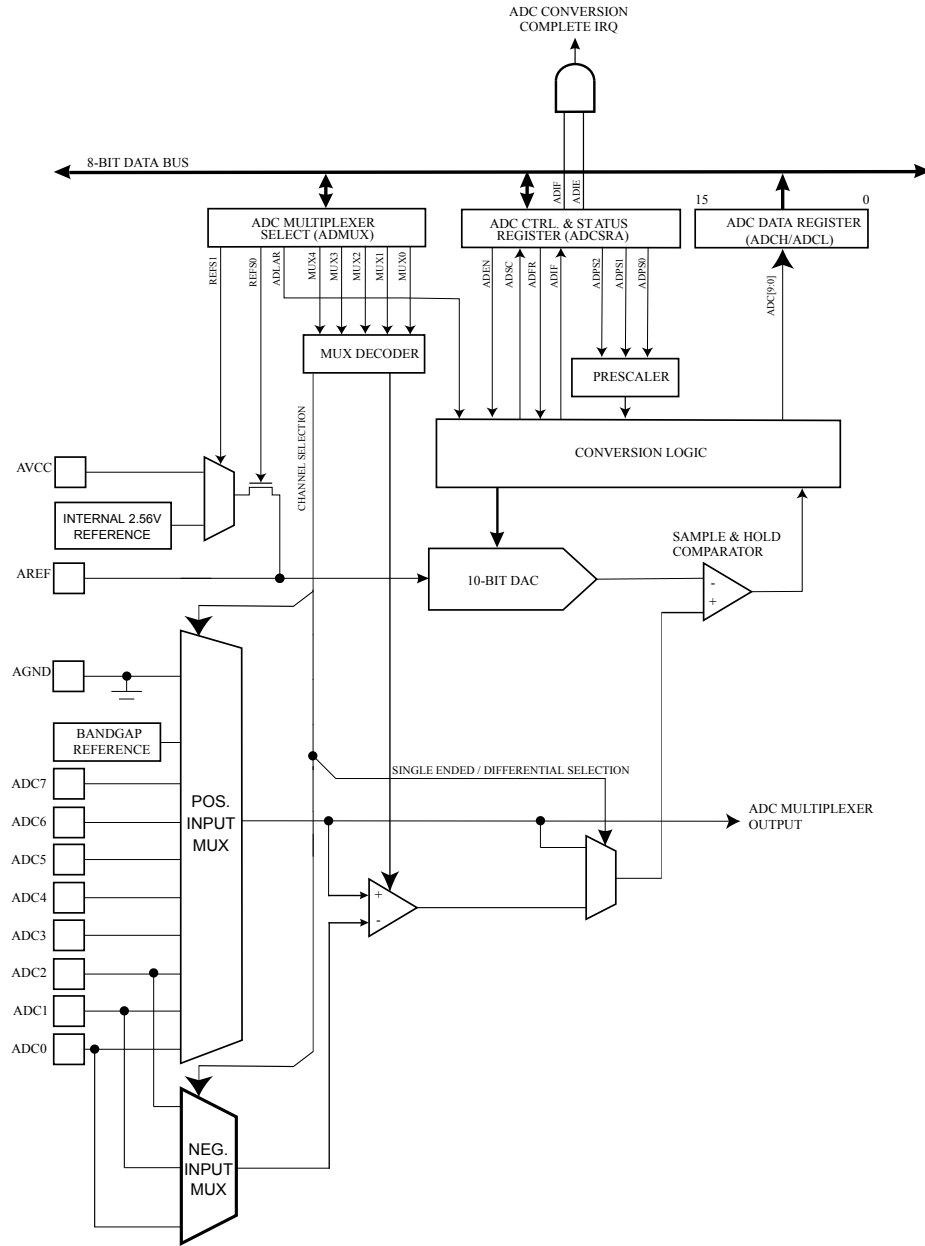 ADC CONVERSION
COMPLETE IRQ
8-BIT DATA BUS
ADIF
ADIE
15
0
ADC MULTIPLEXER
SELECT (ADMUX)
ADC CTRL. & STATUS
REGISTER (ADCSRA)
ADC DATA REGISTER
(ADCH/ADCL)
REFS1
REFS0
ADLAR
MUX4
MUX3
MUX2
MUX1
MUX0
ADEN
ADSC
ADFR
ADIF
ADPS2
ADPS1
ADPS0
ADC[9:0]
MUX DECODER
PRESCALER
CHANNEL SELECTION
CONVERSION LOGIC
AVCC
INTERNAL 2.56V
REFERENCE
SAMPLE & HOLD
COMPARATOR
AREF
10-BIT DAC
-
+
AGND
BANDGAP
REFERENCE
SINGLE ENDED / DIFFERENTIAL SELECTION
ADC7
ADC6
ADC5
ADC4
ADC3
ADC2
ADC1
ADC0
POS.
INPUT
MUX
ADC MULTIPLEXER
OUTPUT
+
-
NEG.
INPUT
MUX